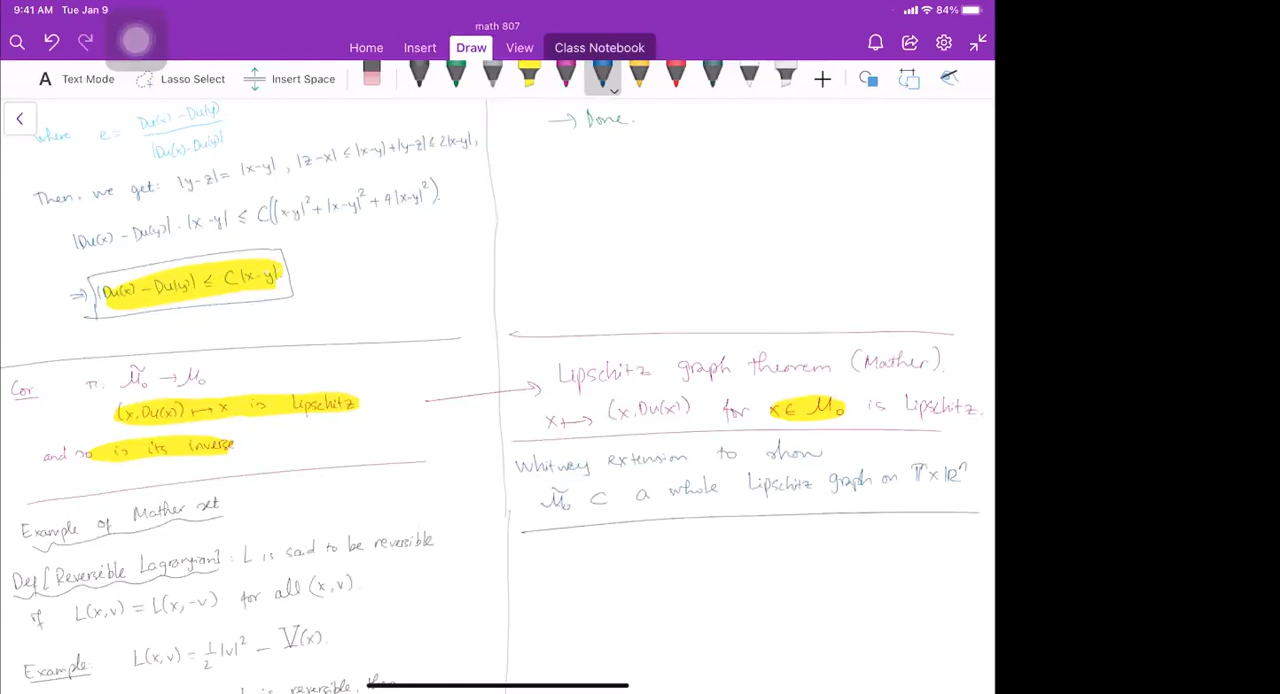 9:41 AM Tue Jan 9
84%
math 807
Home Insert Draw View Class Notebook
A Text Mode Lasso Select Insert Space
where e = Du(x) - Du(y) / |Du(x) - Du(y)|
Then, we get: |y-z| = |x-y|, |z-x| ≤ |x-y| + |y-z| ≤ 2|x-y|,
|Du(x) - Du(y)| · |x-y| ≤ C(|x-y|² + |x-y|² + 4|x-y|²).
⇒ |Du(x) - Du(y)| ≤ C|x-y|
Cor π: M̃₀ → M₀
(x, Du(x)) ↦ x is Lipschitz
and so is its inverse
Example of Mather set
Def [Reversible Lagrangian]: L is said to be reversible
if L(x,v) = L(x,-v) for all (x,v).
Example: L(x,v) = 1/2 |v|² - V(x).
L is reversible,
→ Done.
Lipschitz graph theorem (Mather).
x ↦ (x, Du(x)) for x ∈ M₀ is Lipschitz.
Whitney extension to show
M̃₀ ⊂ a whole Lipschitz graph on 𝕋ⁿ×ℝⁿ